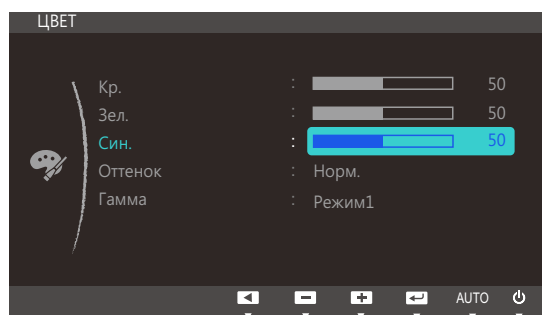 ЦВЕТ
Кр. : 50
Зел. : 50
Син. : 50
Оттенок : Норм.
Гамма : Режим1
AUTO